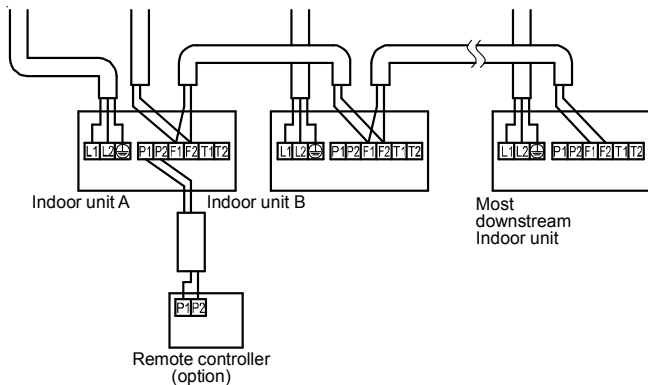 L1 L2 P1 P2 F1 F2 T1 T2
L1 L2 P1 P2 F1 F2 T1 T2
L1 L2 P1 P2 F1 F2 T1 T2
Indoor unit A
Indoor unit B
Most
downstream
Indoor unit
P1 P2
Remote controller
(option)